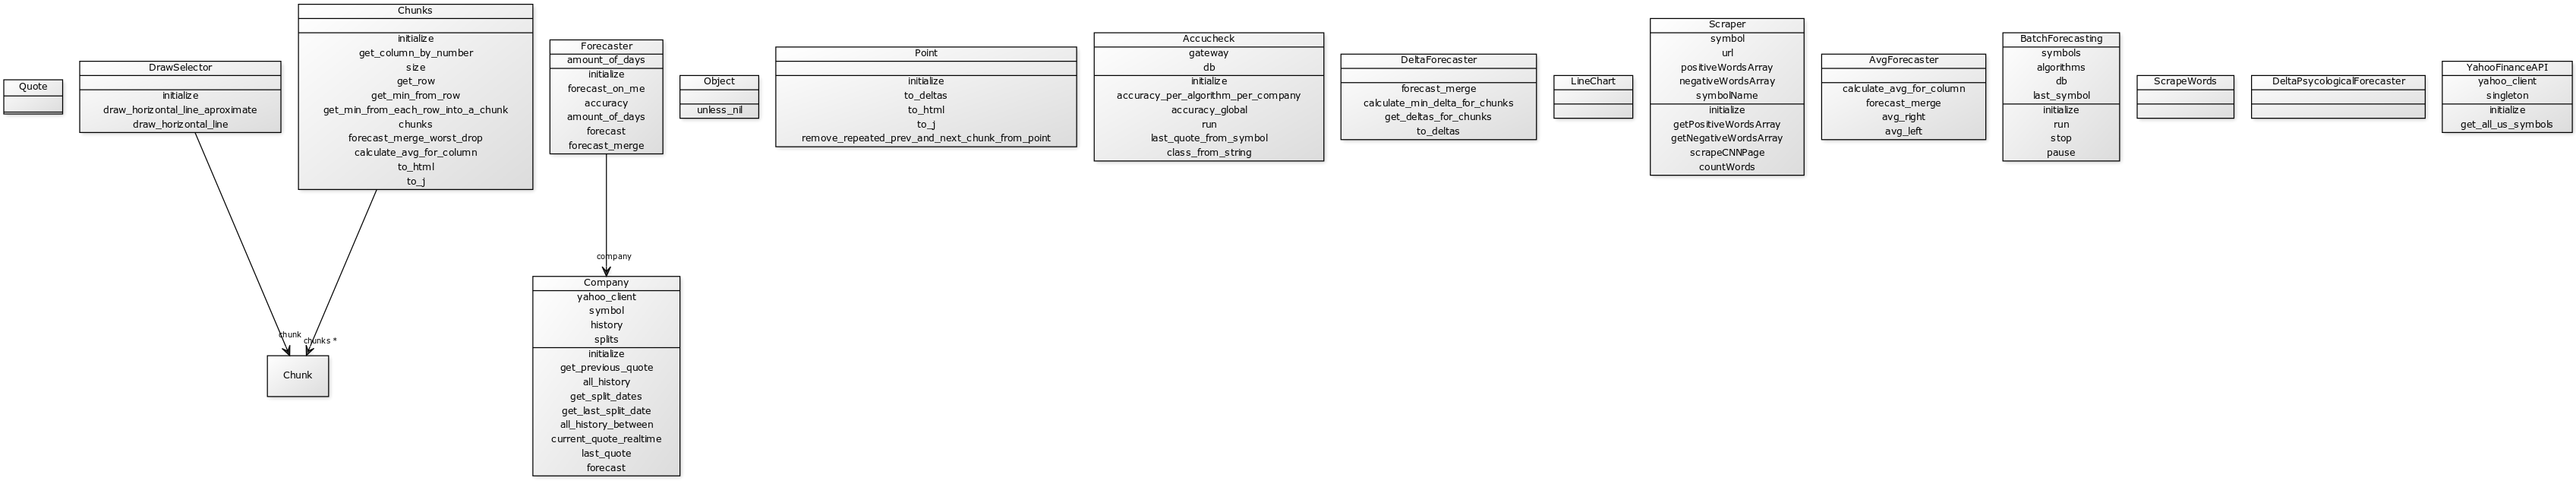 Quote
DrawSelector
initialize
draw_horizontal_line_aproximate
draw_horizontal_line
Chunks
initialize
get_column_by_number
size
get_row
get_min_from_row
get_min_from_each_row_into_a_chunk
chunks
forecast_merge_worst_drop
calculate_avg_for_column
to_html
to_j
Forecaster
amount_of_days
initialize
forecast_on_me
accuracy
amount_of_days
forecast
forecast_merge
Object
unless_nil
Point
initialize
to_deltas
to_html
to_j
remove_repeated_prev_and_next_chunk_from_point
Accucheck
gateway
db
initialize
accuracy_per_algorithm_per_company
accuracy_global
run
last_quote_from_symbol
class_from_string
DeltaForecaster
forecast_merge
calculate_min_delta_for_chunks
get_deltas_for_chunks
to_deltas
LineChart
Scraper
symbol
url
positiveWordsArray
negativeWordsArray
symbolName
initialize
getPositiveWordsArray
getNegativeWordsArray
scrapeCNNPage
countWords
AvgForecaster
calculate_avg_for_column
forecast_merge
avg_right
avg_left
BatchForecasting
symbols
algorithms
db
last_symbol
initialize
run
stop
pause
ScrapeWords
DeltaPsycologicalForecaster
YahooFinanceAPI
yahoo_client
singleton
initialize
get_all_us_symbols
company
chunk
chunks *
Chunk
Company
yahoo_client
symbol
history
splits
initialize
get_previous_quote
all_history
get_split_dates
get_last_split_date
all_history_between
current_quote_realtime
last_quote
forecast